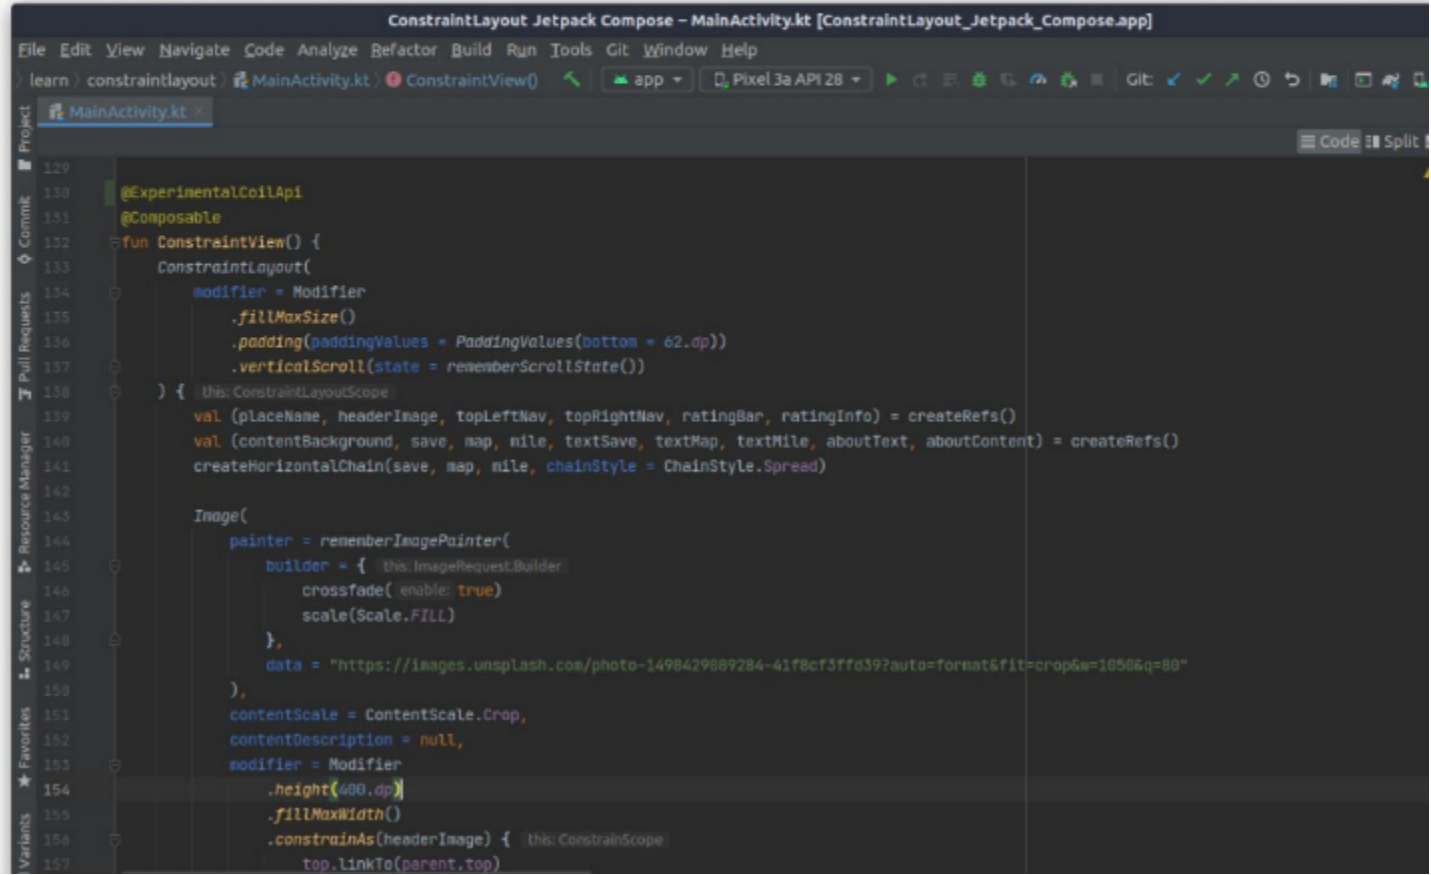 ConstraintLayout Jetpack Compose – MainActivity.kt [ConstraintLayout_Jetpack_Compose.app]
File Edit View Navigate Code Analyze Refactor Build Run Tools Git Window Help
learn constraintlayout MainActivity.kt ConstraintView() app Pixel 3a API 28 Git:
MainActivity.kt
Code Split
Project
Commit
Pull Requests
Resource Manager
Structure
Favorites
Variants
129
130 @ExperimentalCoilApi
131 @Composable
132 fun ConstraintView() {
133 ConstraintLayout(
134 modifier = Modifier
135 .fillMaxSize()
136 .padding(paddingValues = PaddingValues(bottom = 62.dp))
137 .verticalScroll(state = rememberScrollState())
138 ) { this: ConstraintLayoutScope
139 val (placeName, headerImage, topLeftNav, topRightNav, ratingBar, ratingInfo) = createRefs()
140 val (contentBackground, save, map, mile, textSave, textMap, textMile, aboutText, aboutContent) = createRefs()
141 createHorizontalChain(save, map, mile, chainStyle = ChainStyle.Spread)
142
143 Image(
144 painter = rememberImagePainter(
145 builder = { this: ImageRequest.Builder
146 crossfade( enable: true)
147 scale(Scale.FILL)
148 },
149 data = "https://images.unsplash.com/photo-1498429089284-41f8cf3ffd39?auto=format&fit=crop&w=1050&q=80"
150 ),
151 contentScale = ContentScale.Crop,
152 contentDescription = null,
153 modifier = Modifier
154 .height(400.dp)
155 .fillMaxWidth()
156 .constrainAs(headerImage) { this: ConstrainScope
157 top.linkTo(parent.top)